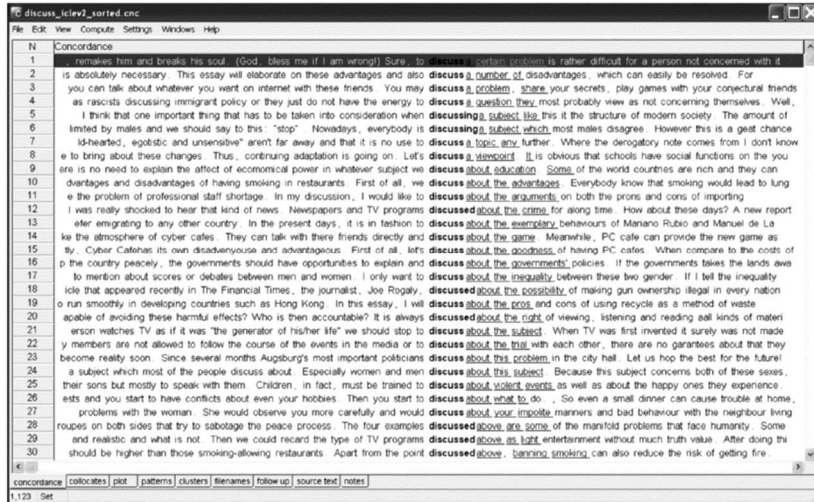 discuss_iclev2_sorted.cnc
File Edit View Compute Settings Windows Help
N Concordance
1 , remakes him and breaks his soul. (God, bless me if I am wrong!) Sure, to discuss a certain problem is rather difficult for a person not concerned with it
2 is absolutely necessary. This essay will elaborate on these advantages and also discuss a number of disadvantages, which can easily be resolved. For
3 you can talk about whatever you want on internet with these friends. You may discuss a problem, share your secrets, play games with your conjectural friends
4 as rascists discussing immigrant policy or they just do not have the energy to discuss a question they most probably view as not concerning themselves. Well,
5 I think that one important thing that has to be taken into consideration when discussing a subject like this it the structure of modern society. The amount of
6 limited by males and we should say to this: "stop". Nowadays, everybody is discussing a subject which most males disagree. However this is a geat chance
7 ld-hearted, egotistic and unsensitive" aren't far away and that it is no use to discuss a topic any further. Where the derogatory note comes from I don't know
8 e to bring about these changes. Thus, continuing adaptation is going on. Let's discuss a viewpoint. It is obvious that schools have social functions on the you
9 ere is no need to explain the affect of ecomomical power in whatever subject we discuss about education. Some of the world countries are rich and they can
10 dvantages and disadvantages of having smoking in restaurants. First of all, we discuss about the advantages. Everybody know that smoking would lead to lung
11 e the problem of professional staff shortage. In my discussion, I would like to discuss about the arguments on both the prons and cons of importing
12 I was really shocked to hear that kind of news. Newspapers and TV programs discussed about the crime for along time. How about these days? A new report
13 efer emigrating to any other country. In the present days, it is in fashion to discuss about the exemplary behaviours of Mariano Rubio and Manuel de La
14 ke the atmosphere of cyber cafes. They can talk with there friends directly and discuss about the game. Meanwhile, PC cafe can provide the new game as
15 tly, Cyber Cafehas its own disadvenyouse and advantagious. First of all, let's discuss about the goodness of having PC cafes. When compare to the costs of
16 p the country peacely, the governments should have opportunities to explain and discuss about the governments' policies. If the government takes the lands awa
17 to mention about scores or debates between men and women. I only want to discuss about the inequality between these two gender. If I tell the inequality
18 icle that appeared recently in The Financial Times, the journalist, Joe Rogaly, discussed about the possibility of making gun ownership illegal in every nation
19 o run smoothly in developing countries such as Hong Kong. In this essay, I will discuss about the pros and cons of using recycle as a method of waste
20 apable of avoiding these harmful effects? Who is then accountable? It is always discussed about the right of viewing, listening and reading aall kinds of materi
21 erson watches TV as if it was "the generator of his/her life" we should stop to discuss about the subject. When TV was first invented it surely was not made
22 y members are not allowed to follow the course of the events in the media or to discuss about the trial with each other, there are no garantees about that they
23 become reality soon. Since several months Augsburg's most important politicians discuss about this problem in the city hall. Let us hop the best for the future!
24 a subject which most of the people discuss about. Especially women and men discuss about this subject. Because this subject concerns both of these sexes,
25 their sons but mostly to speak with them. Children, in fact, must be trained to discuss about violent events as well as about the happy ones they experience.
26 ests and you start to have conflicts about even your hobbies. Then you start to discuss about what to do.., So even a small dinner can cause trouble at home,
27 problems with the woman. She would observe you more carefully and would discuss about your impolite manners and bad behaviour with the neighbour living
28 roupes on both sides that try to sabotage the peace process. The four examples discussed above are some of the manifold problems that face humanity. Some
29 and realistic and what is not. Then we could recard the type of TV programs discussed above as light entertainment without much truth value. After doing thi
30 should be higher than those smoking-allowing restaurants. Apart from the point discussed above, banning smoking can also reduce the risk of getting fire.
concordance collocates plot patterns clusters filenames follow up source text notes
1,123 Set